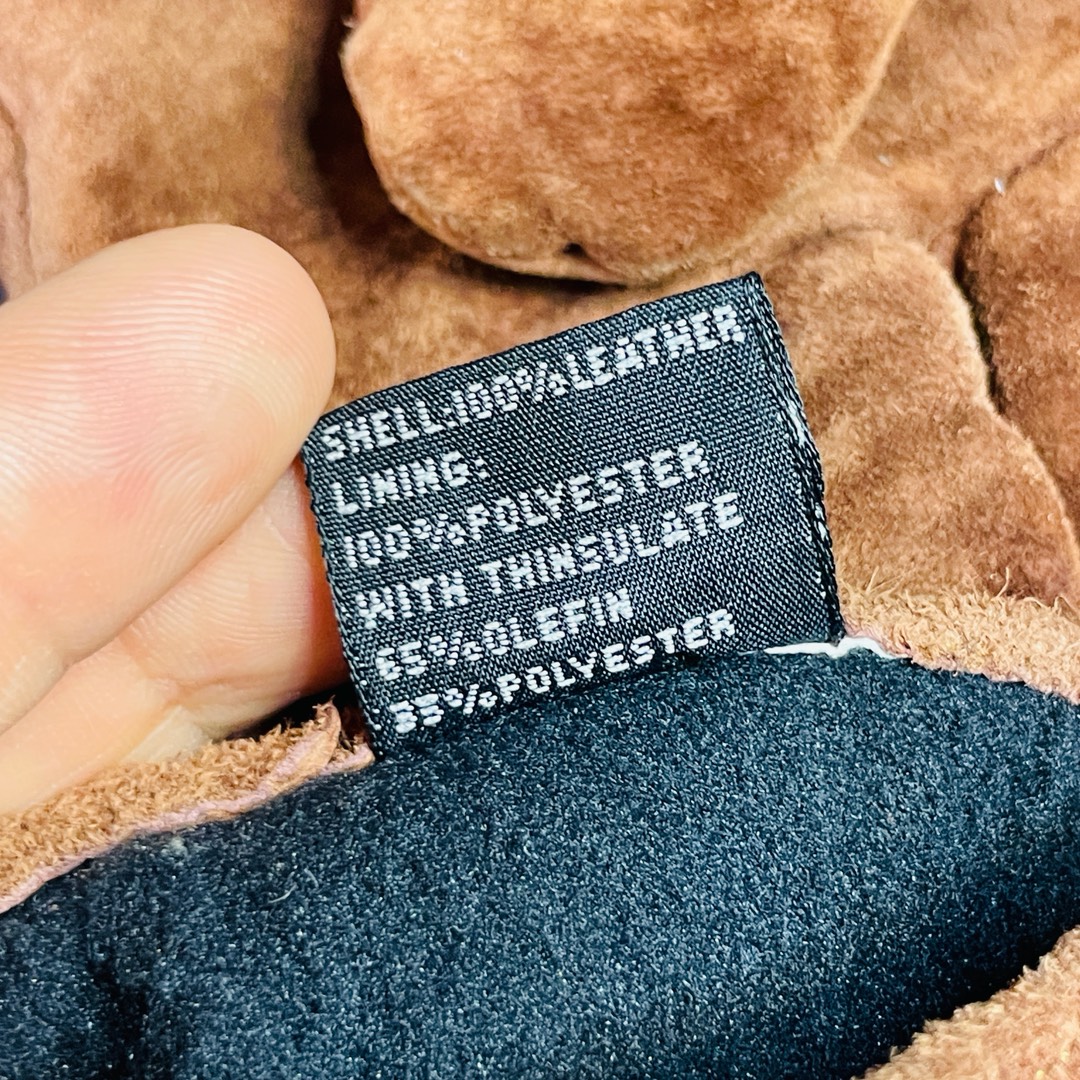 SHELL:100%LEATHER
LINING:
100%POLYESTER
WITH THINSULATE
65%OLEFIN
35%POLYESTER